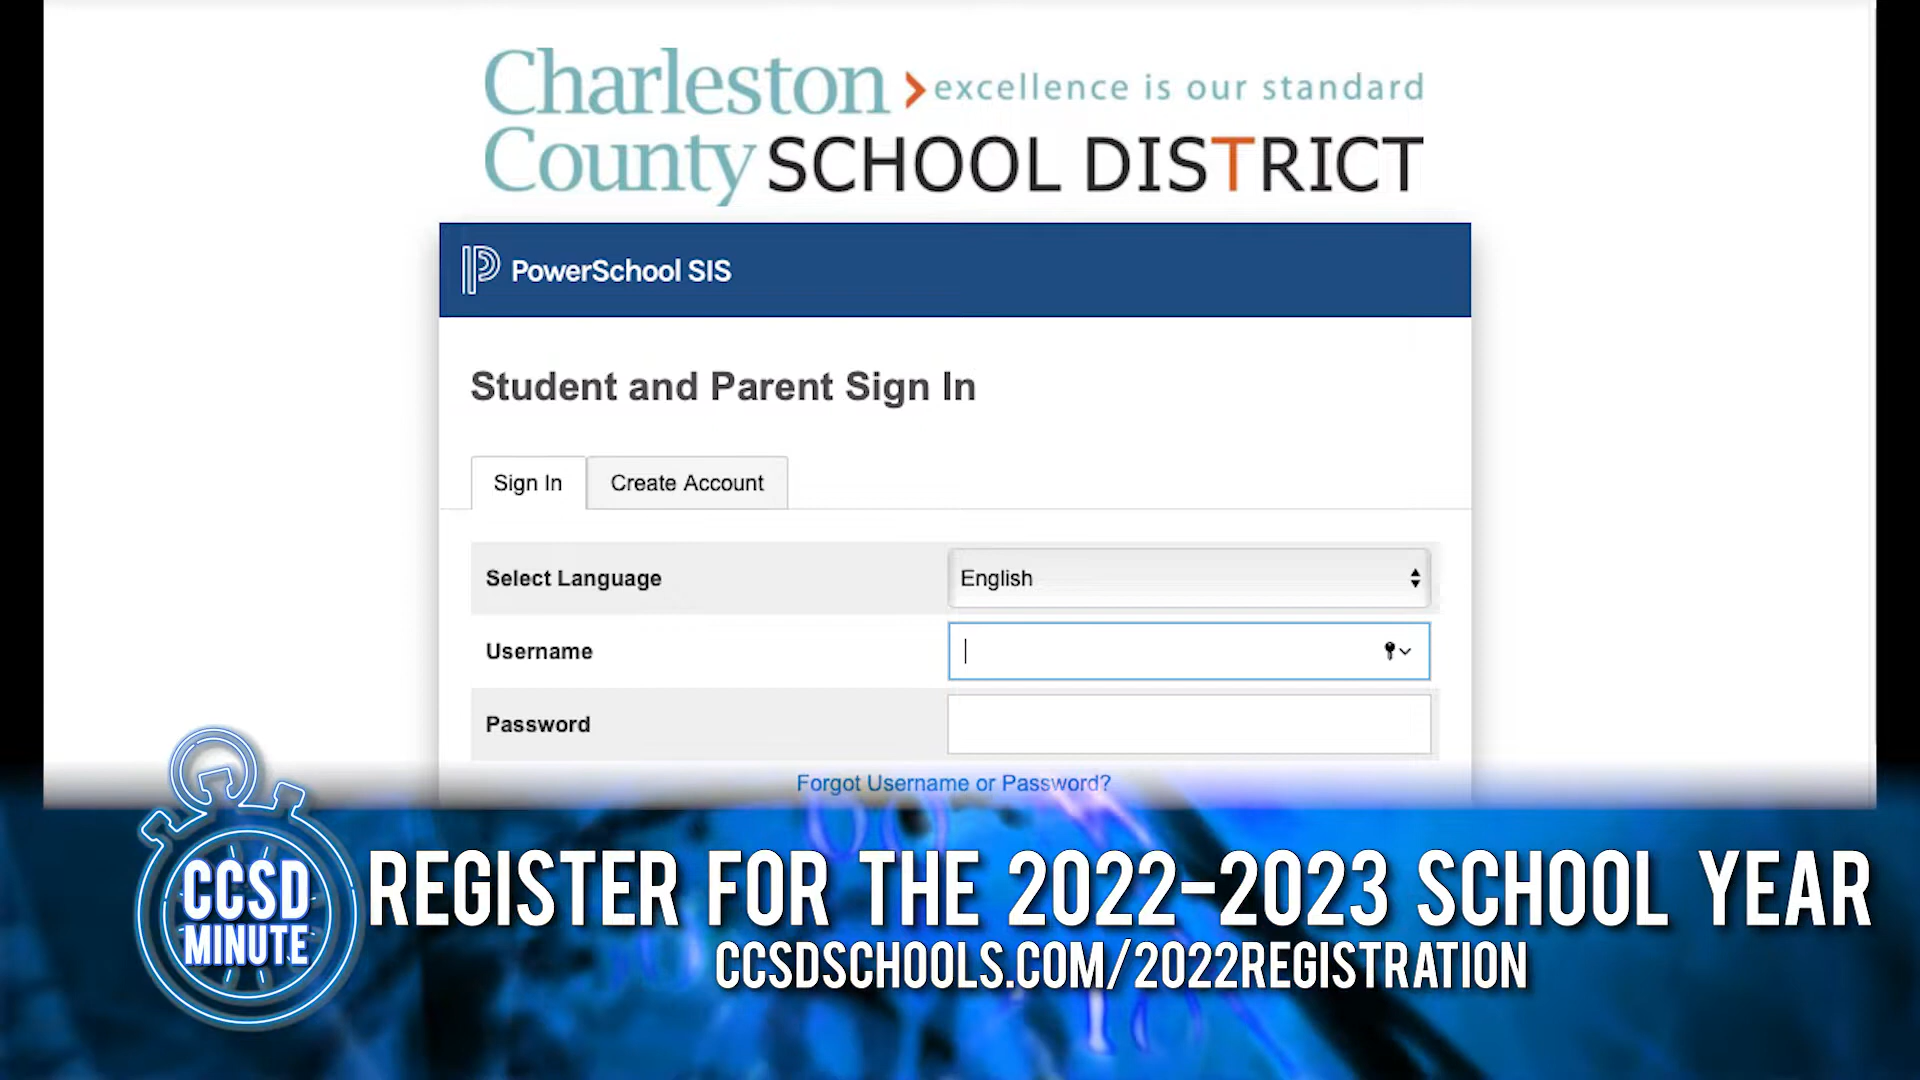 Charleston > excellence is our standard
County SCHOOL DISTRICT
PowerSchool SIS
Student and Parent Sign In
Sign In
Create Account
Select Language
English
Username
Password
Forgot Username or Password?
CCSD
MINUTE
REGISTER FOR THE 2022-2023 SCHOOL YEAR
CCSDSCHOOLS.COM/2022REGISTRATION